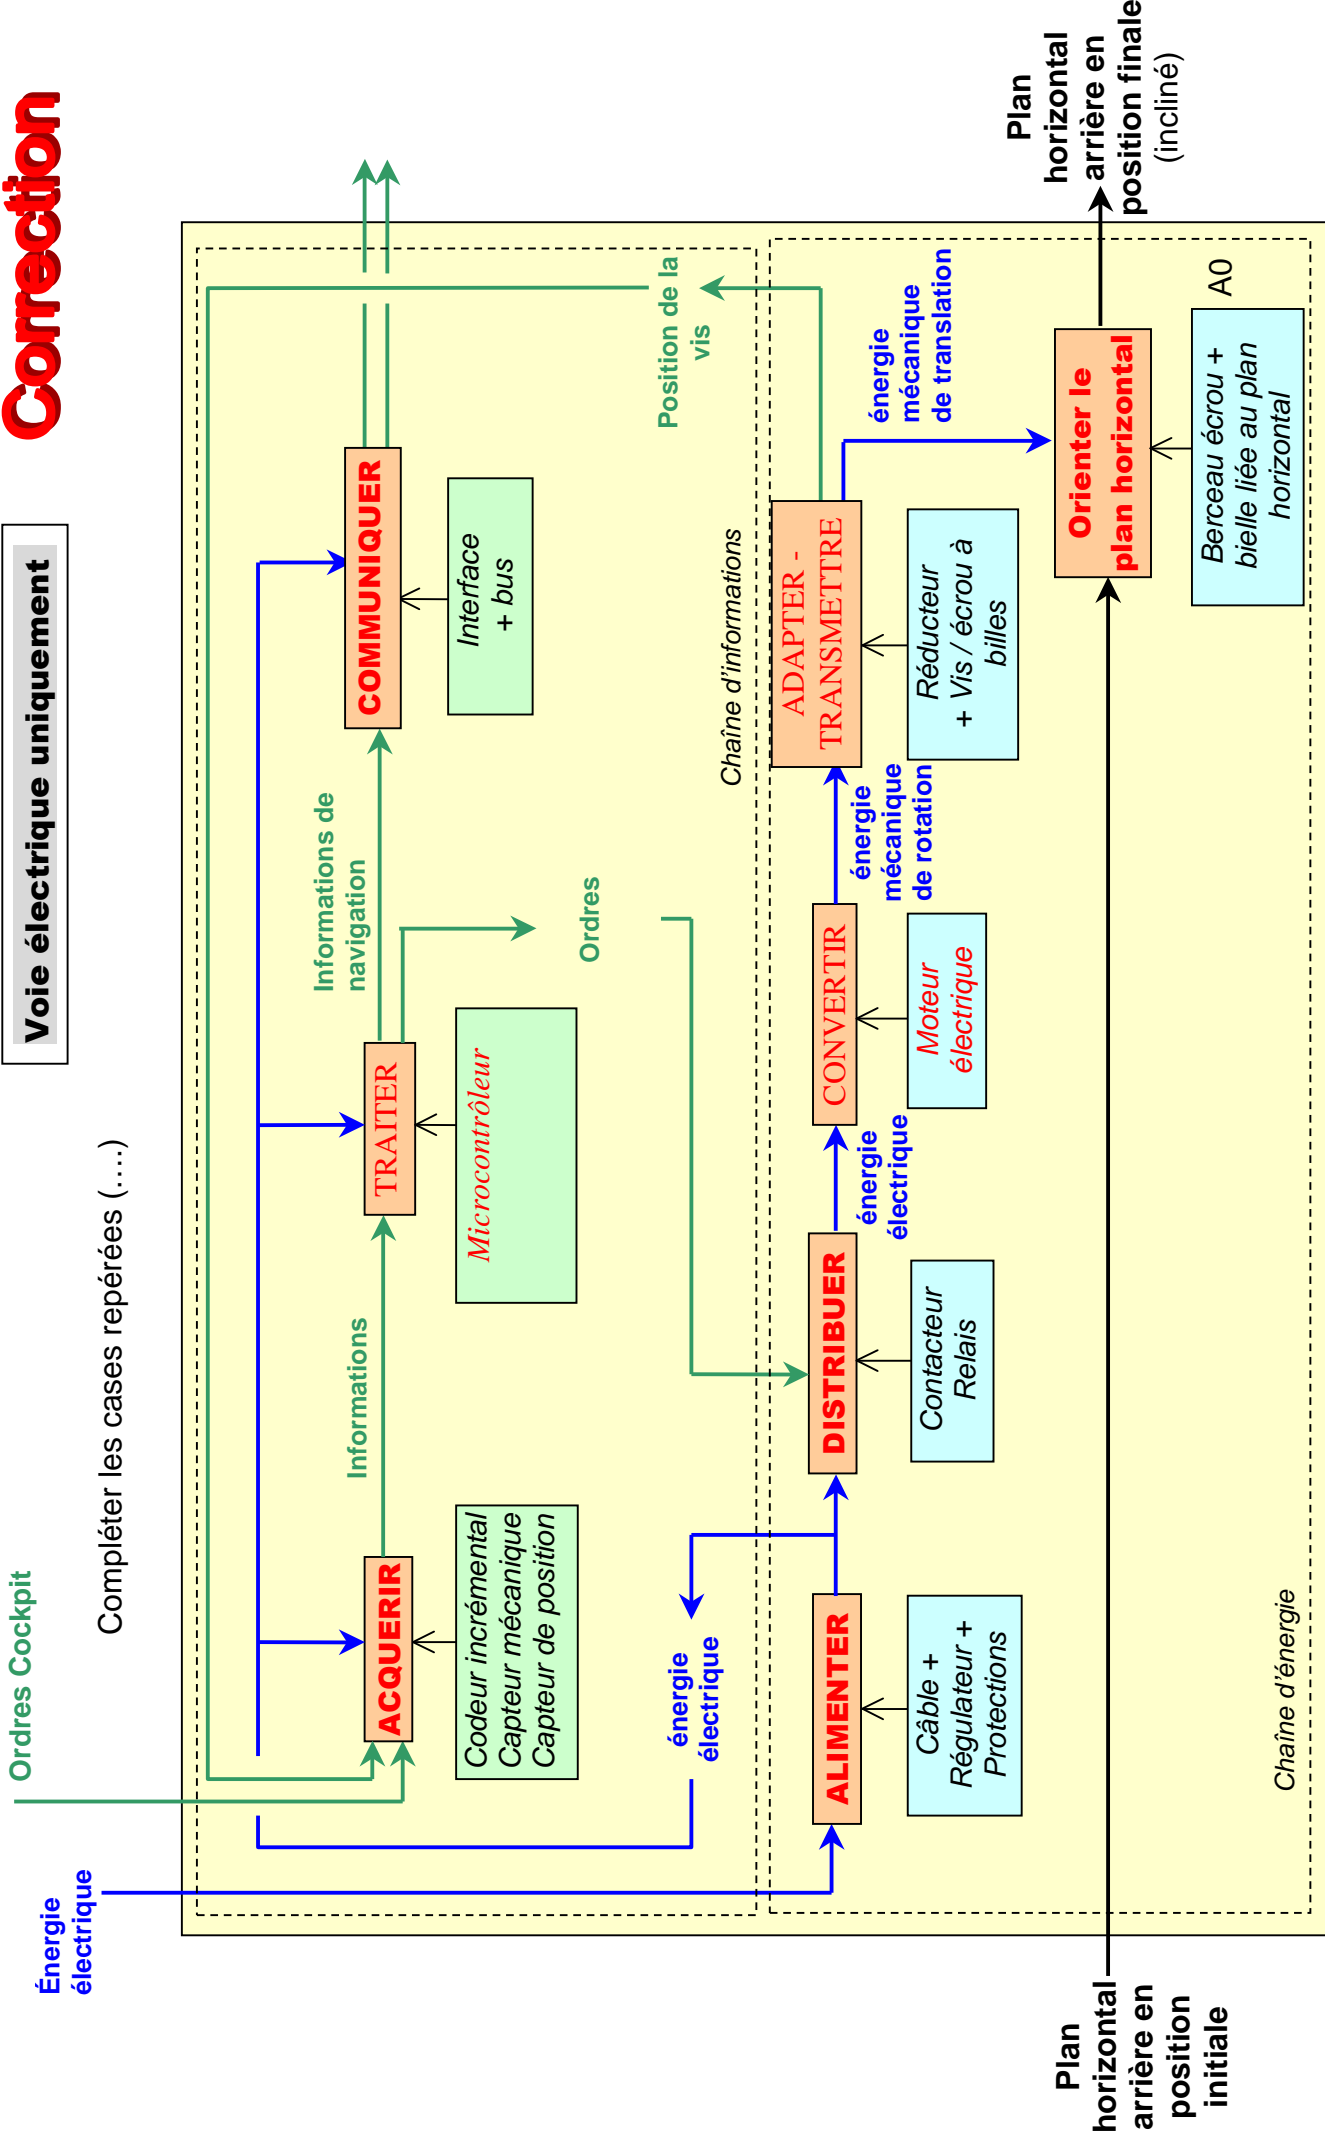 Correction
Voie électrique uniquement
Ordres Cockpit
Compléter les cases repérées (….)
Énergie
électrique
ACQUERIR
Codeur incrémental
Capteur mécanique
Capteur de position
Informations
TRAITER
Microcontrôleur
Informations de
navigation
Ordres
COMMUNIQUER
Interface
+ bus
Position de la
vis
Chaîne d'informations
énergie
électrique
ALIMENTER
Câble +
Régulateur +
Protections
DISTRIBUER
Contacteur
Relais
énergie
électrique
CONVERTIR
Moteur
électrique
énergie
mécanique
de rotation
ADAPTER -
TRANSMETTRE
Réducteur
+ Vis / écrou à
billes
énergie
mécanique
de translation
Orienter le
plan horizontal
Berceau écrou +
bielle liée au plan
horizontal
A0
Chaîne d'énergie
Plan
horizontal
arrière en
position
initiale
Plan
horizontal
arrière en
position finale
(incliné)